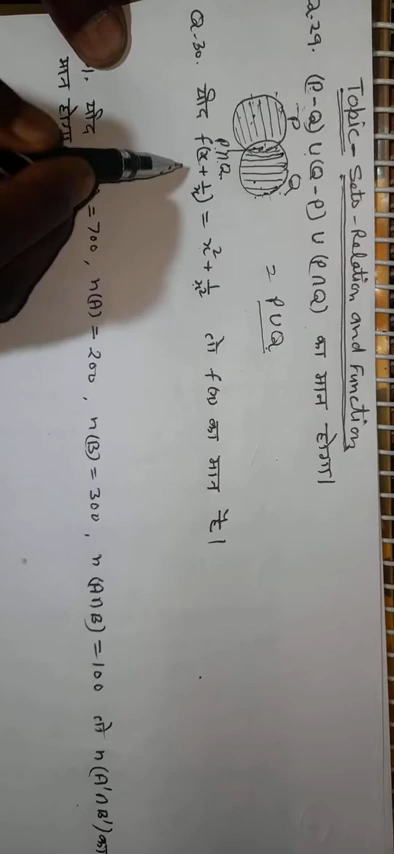 Topic- Sets-Relation and Function
Q.29. (P-Q) U (Q-P) U (P∩Q) का मान होगा।
P Q
P∩Q
= P U Q
Q.30. यदि f(x+1/x) = x²+1/x² तो f(x) का मान है।
1. यदि = 700, n(A) = 200, n(B) = 300, n(A∩B) = 100 तो n(A'∩B') का
मान होगा